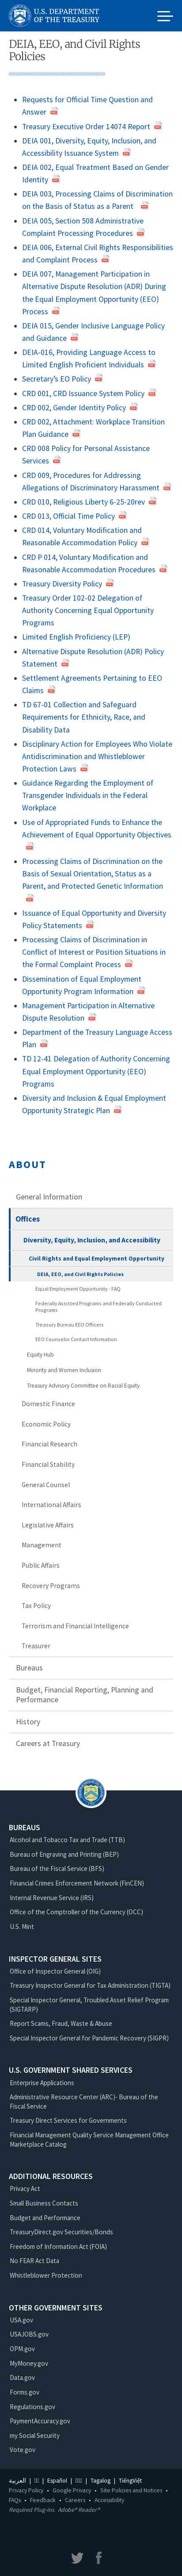 U.S. DEPARTMENT
OF THE TREASURY
DEIA, EEO, and Civil Rights
Policies
Requests for Official Time Question and
Answer
Treasury Executive Order 14074 Report
DEIA 001, Diversity, Equity, Inclusion, and
Accessibility Issuance System
DEIA 002, Equal Treatment Based on Gender
Identity
DEIA 003, Processing Claims of Discrimination
on the Basis of Status as a Parent
DEIA 005, Section 508 Administrative
Complaint Processing Procedures
DEIA 006, External Civil Rights Responsibilities
and Complaint Process
DEIA 007, Management Participation in
Alternative Dispute Resolution (ADR) During
the Equal Employment Opportunity (EEO)
Process
DEIA 015, Gender Inclusive Language Policy
and Guidance
DEIA-016, Providing Language Access to
Limited English Proficient Individuals
Secretary's EO Policy
CRD 001, CRD Issuance System Policy
CRD 002, Gender Identity Policy
CRD 002, Attachment: Workplace Transition
Plan Guidance
CRD 008 Policy for Personal Assistance
Services
CRD 009, Procedures for Addressing
Allegations of Discriminatory Harassment
CRD 010, Religious Liberty 6-25-20rev
CRD 013, Official Time Policy
CRD 014, Voluntary Modification and
Reasonable Accommodation Policy
CRD P 014, Voluntary Modification and
Reasonable Accommodation Procedures
Treasury Diversity Policy
Treasury Order 102-02 Delegation of
Authority Concerning Equal Opportunity
Programs
Limited English Proficiency (LEP)
Alternative Dispute Resolution (ADR) Policy
Statement
Settlement Agreements Pertaining to EEO
Claims
TD 67-01 Collection and Safeguard
Requirements for Ethnicity, Race, and
Disability Data
Disciplinary Action for Employees Who Violate
Antidiscrimination and Whistleblower
Protection Laws
Guidance Regarding the Employment of
Transgender Individuals in the Federal
Workplace
Use of Appropriated Funds to Enhance the
Achievement of Equal Opportunity Objectives
Processing Claims of Discrimination on the
Basis of Sexual Orientation, Status as a
Parent, and Protected Genetic Information
Issuance of Equal Opportunity and Diversity
Policy Statements
Processing Claims of Discrimination in
Conflict of Interest or Position Situations in
the Formal Complaint Process
Dissemination of Equal Employment
Opportunity Program Information
Management Participation in Alternative
Dispute Resolution
Department of the Treasury Language Access
Plan
TD 12-41 Delegation of Authority Concerning
Equal Employment Opportunity (EEO)
Programs
Diversity and Inclusion & Equal Employment
Opportunity Strategic Plan
ABOUT
General Information
Offices
Diversity, Equity, Inclusion, and Accessibility
Civil Rights and Equal Employment Opportunity
DEIA, EEO, and Civil Rights Policies
Equal Employment Opportunity - FAQ
Federally Assisted Programs and Federally Conducted
Programs
Treasury Bureau EEO Officers
EEO Counselor Contact Information
Equity Hub
Minority and Women Inclusion
Treasury Advisory Committee on Racial Equity
Domestic Finance
Economic Policy
Financial Research
Financial Stability
General Counsel
International Affairs
Legislative Affairs
Management
Public Affairs
Recovery Programs
Tax Policy
Terrorism and Financial Intelligence
Treasurer
Bureaus
Budget, Financial Reporting, Planning and
Performance
History
Careers at Treasury
BUREAUS
Alcohol and Tobacco Tax and Trade (TTB)
Bureau of Engraving and Printing (BEP)
Bureau of the Fiscal Service (BFS)
Financial Crimes Enforcement Network (FinCEN)
Internal Revenue Service (IRS)
Office of the Comptroller of the Currency (OCC)
U.S. Mint
INSPECTOR GENERAL SITES
Office of Inspector General (OIG)
Treasury Inspector General for Tax Administration (TIGTA)
Special Inspector General, Troubled Asset Relief Program
(SIGTARP)
Report Scams, Fraud, Waste & Abuse
Special Inspector General for Pandemic Recovery (SIGPR)
U.S. GOVERNMENT SHARED SERVICES
Enterprise Applications
Administrative Resource Center (ARC)- Bureau of the
Fiscal Service
Treasury Direct Services for Governments
Financial Management Quality Service Management Office
Marketplace Catalog
ADDITIONAL RESOURCES
Privacy Act
Small Business Contacts
Budget and Performance
TreasuryDirect.gov Securities/Bonds
Freedom of Information Act (FOIA)
No FEAR Act Data
Whistleblower Protection
OTHER GOVERNMENT SITES
USA.gov
USAJOBS.gov
OPM.gov
MyMoney.gov
Data.gov
Forms.gov
Regulations.gov
PaymentAccuracy.gov
my Social Security
Vote.gov
العربية | | Español | | Tagalog | TiếngViệt
Privacy Policy • Google Privacy • Site Policies and Notices •
FAQs • Feedback • Careers • Accessibility
Required Plug-ins Adobe® Reader®